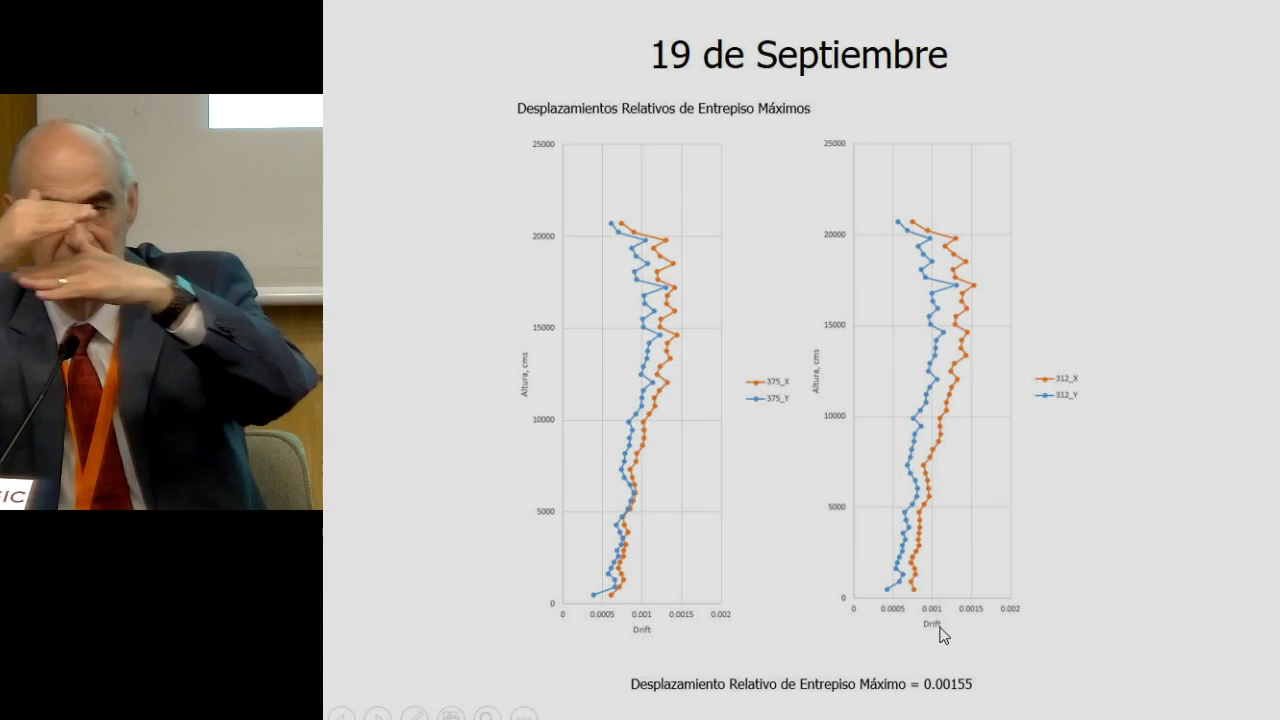 19 de Septiembre
Desplazamientos Relativos de Entrepiso Máximos
25000
20000
15000
10000
5000
0
0 0.0005 0.001 0.0015 0.002
Altura, cms
Drift
375_X
375_Y
25000
20000
15000
10000
5000
0
0 0.0005 0.001 0.0015 0.002
Altura, cms
Drift
312_X
312_Y
Desplazamiento Relativo de Entrepiso Máximo = 0.00155
IC